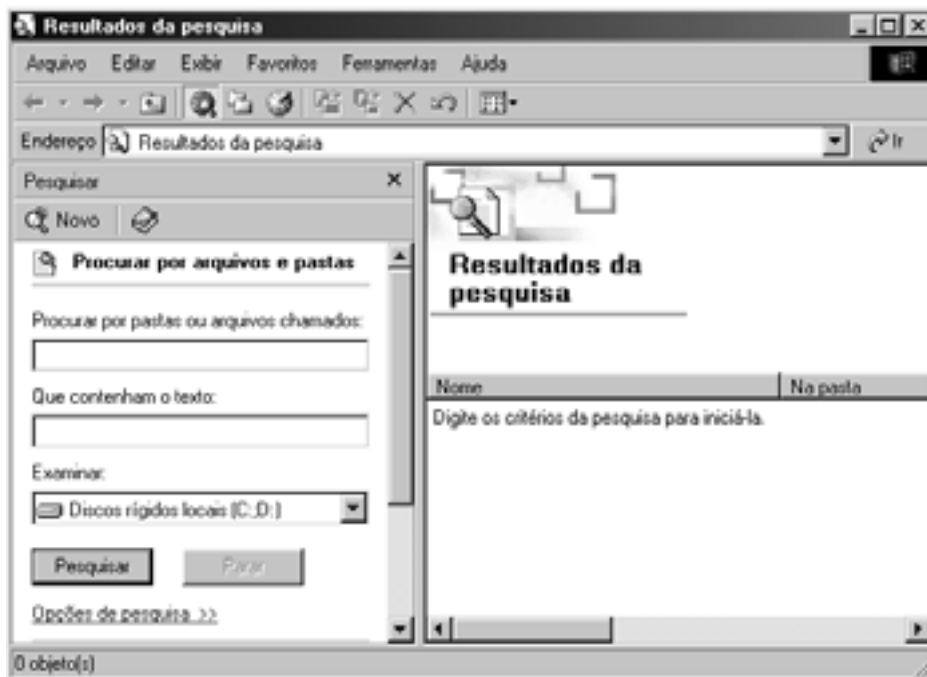 Resultados da pesquisa
Arquivo Editar Exibir Favoritos Ferramentas Ajuda
Endereço Resultados da pesquisa Ir
Pesquisar
Novo
Procurar por arquivos e pastas
Procurar por pastas ou arquivos chamados:
Que contenham o texto:
Examinar:
Discos rígidos locais (C:;D:)
Pesquisar Parar
Opções de pesquisa >>
Resultados da
pesquisa
Nome Na pasta
Digite os critérios da pesquisa para iniciá-la.
0 objeto(s)